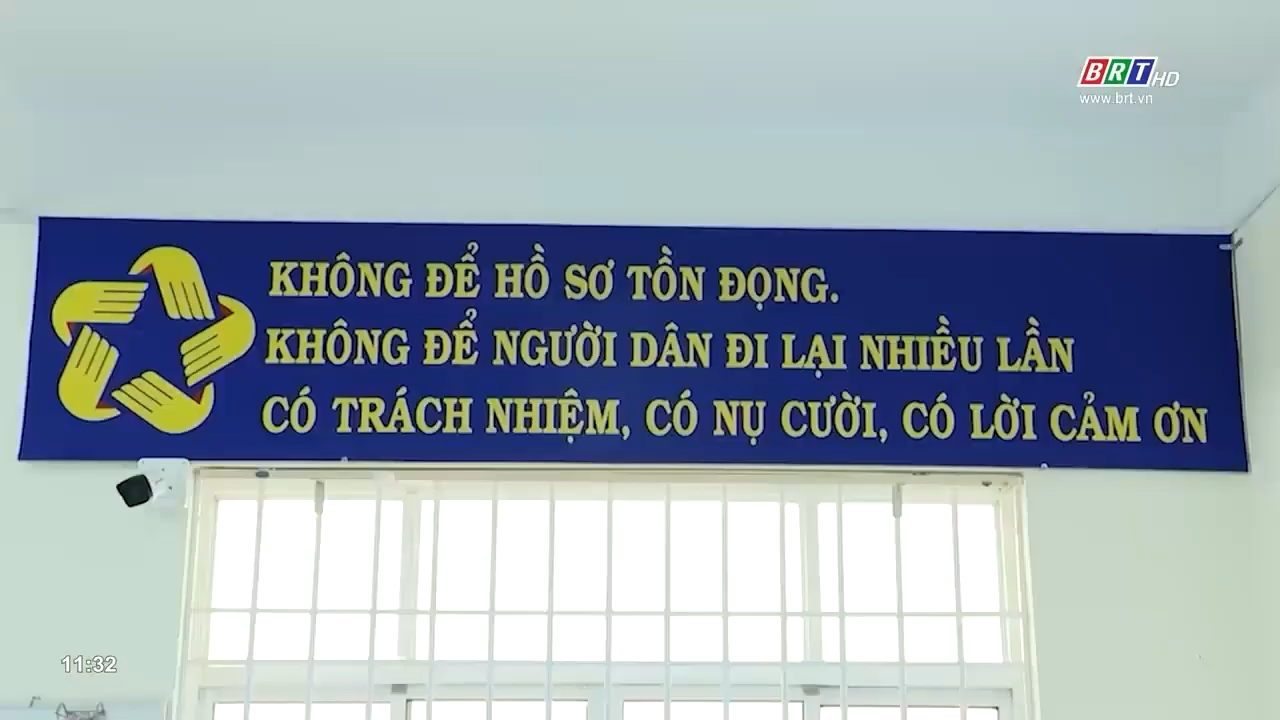 BRT HD
www.brt.vn
KHÔNG ĐỂ HỒ SƠ TỒN ĐỌNG.
KHÔNG ĐỂ NGƯỜI DÂN ĐI LẠI NHIỀU LẦN
CÓ TRÁCH NHIỆM, CÓ NỤ CƯỜI, CÓ LỜI CẢM ƠN
11:32